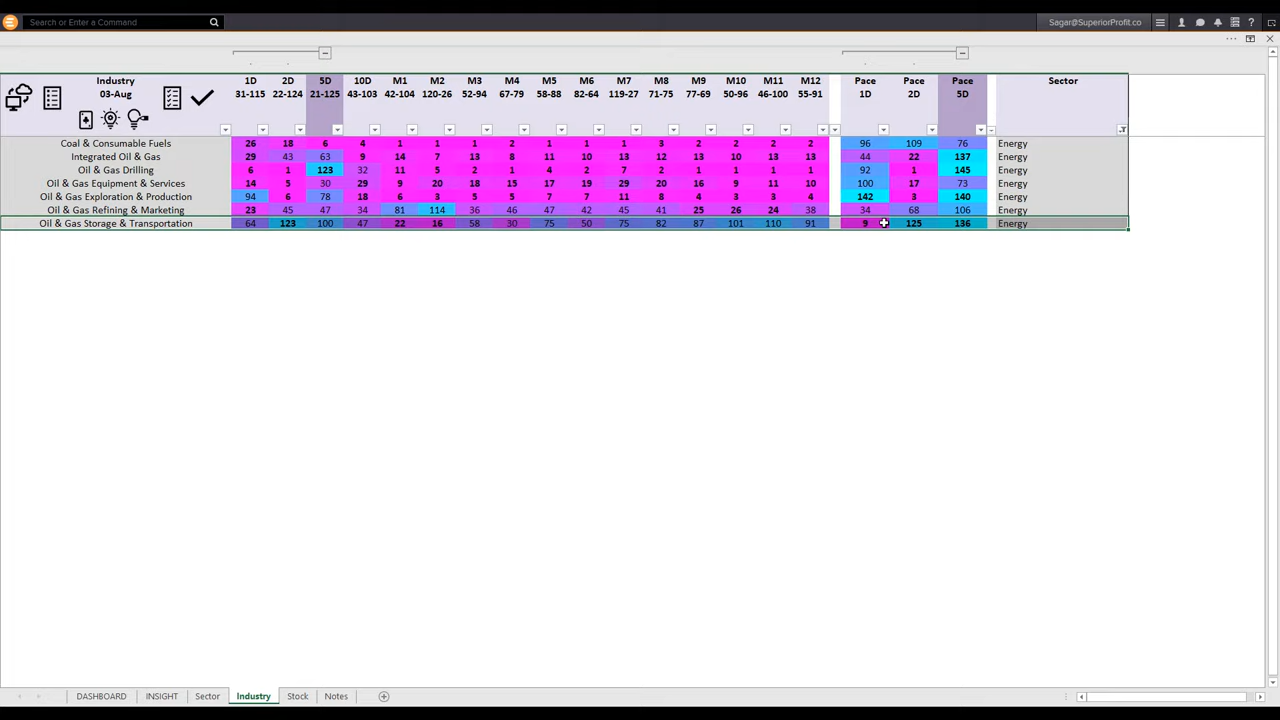 Search or Enter a Command
Sagar@SuperiorProfit.co
Industry 1D 2D 5D 10D M1 M2 M3 M4 M5 M6 M7 M8 M9 M10 M11 M12 Pace Pace Pace Sector
03-Aug 31-115 22-124 21-125 43-103 42-104 120-26 52-94 67-79 58-88 82-64 119-27 71-75 77-69 50-96 46-100 55-91 1D 2D 5D
Coal & Consumable Fuels 26 18 6 4 1 1 1 2 1 1 1 3 2 2 2 2 96 109 76 Energy
Integrated Oil & Gas 29 43 63 9 14 7 13 8 11 10 13 12 13 10 13 13 44 22 137 Energy
Oil & Gas Drilling 6 1 123 32 11 5 2 1 4 2 7 2 1 1 1 1 92 1 145 Energy
Oil & Gas Equipment & Services 14 5 30 29 9 20 18 15 17 19 29 20 16 9 11 10 100 17 73 Energy
Oil & Gas Exploration & Production 94 6 78 18 6 3 5 5 7 7 11 8 4 3 3 4 142 3 140 Energy
Oil & Gas Refining & Marketing 23 45 47 34 81 114 36 46 47 42 45 41 25 26 24 38 34 68 106 Energy
Oil & Gas Storage & Transportation 64 123 100 47 22 16 58 30 75 50 75 82 87 101 110 91 9 125 136 Energy
DASHBOARD INSIGHT Sector Industry Stock Notes